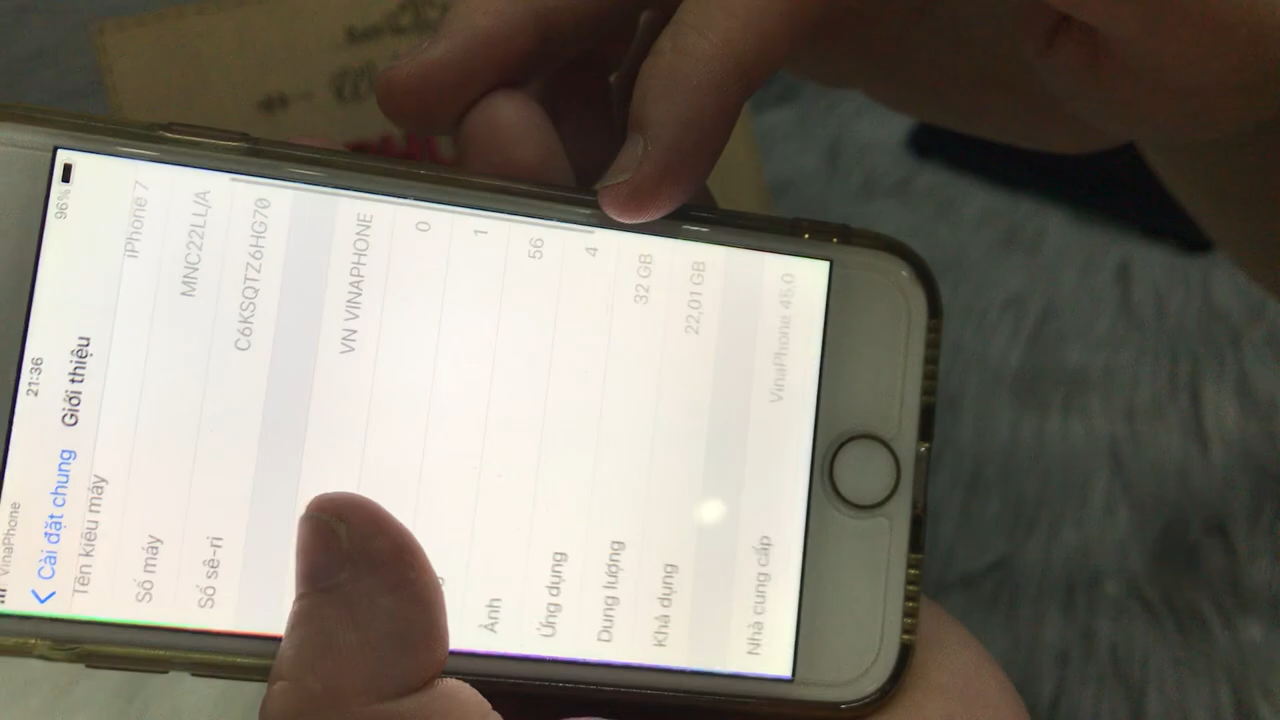 VinaPhone 21:36 96%
Cài đặt chung Giới thiệu
Tên kiểu máy iPhone 7
Số máy MNC22LL/A
Số sê-ri C6KSQTZ6HG70
VN VINAPHONE
0
Ảnh 1
Ứng dụng 56
Dung lượng 4
Khả dụng 32 GB
22,01 GB
Nhà cung cấp VinaPhone 45.0